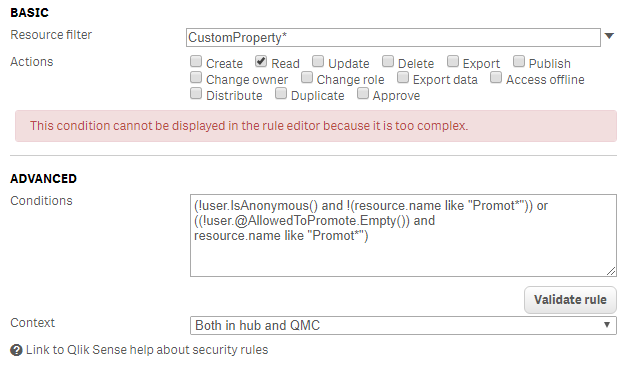 BASIC
Resource filter CustomProperty*
Actions Create Read Update Delete Export Publish
Change owner Change role Export data Access offline
Distribute Duplicate Approve
This condition cannot be displayed in the rule editor because it is too complex.
ADVANCED
Conditions (!user.IsAnonymous() and !(resource.name like "Promot*")) or
((!user.@AllowedToPromote.Empty()) and
resource.name like "Promot*")
Validate rule
Context Both in hub and QMC
Link to Qlik Sense help about security rules